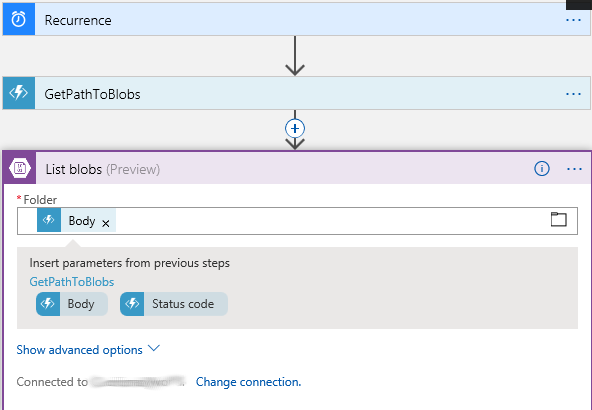 Recurrence
GetPathToBlobs
List blobs (Preview)
* Folder
Body x
Insert parameters from previous steps
GetPathToBlobs
Body Status code
Show advanced options
Connected to Change connection.